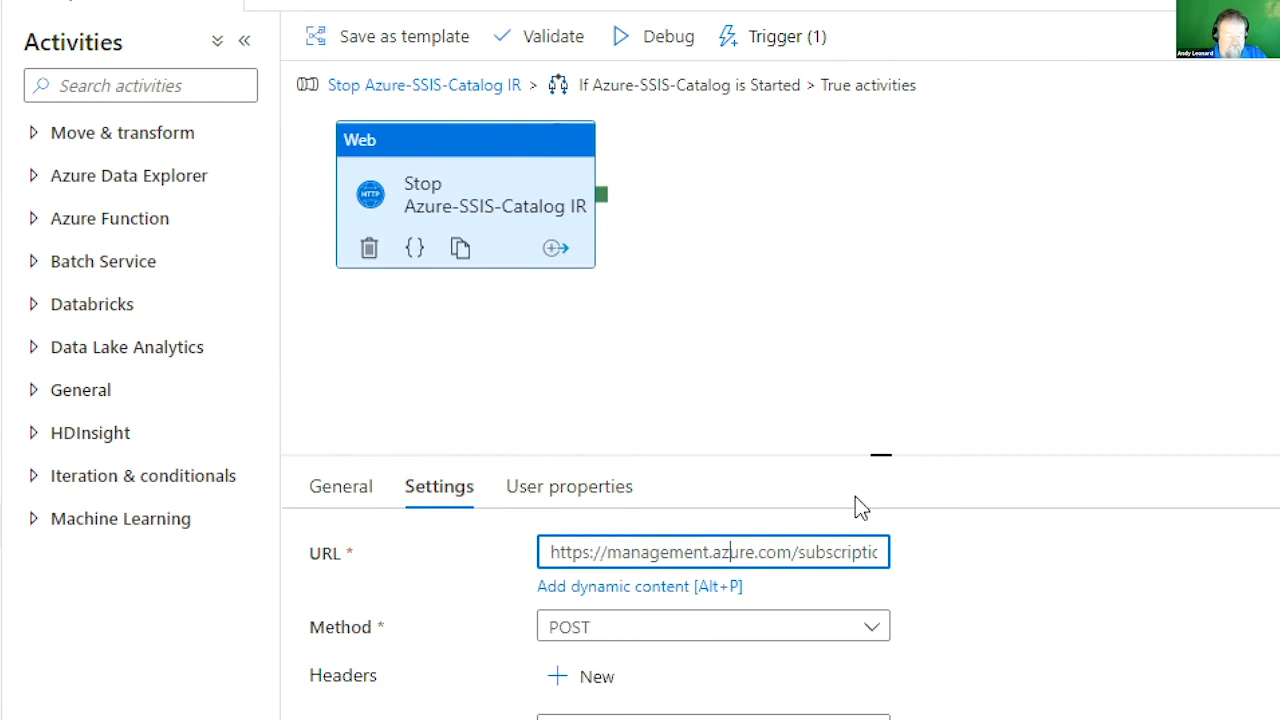 Activities
Search activities
Move & transform
Azure Data Explorer
Azure Function
Batch Service
Databricks
Data Lake Analytics
General
HDInsight
Iteration & conditionals
Machine Learning
Save as template
Validate
Debug
Trigger (1)
Stop Azure-SSIS-Catalog IR > If Azure-SSIS-Catalog is Started > True activities
Web
HTTP
Stop
Azure-SSIS-Catalog IR
General
Settings
User properties
URL *
https://management.azure.com/subscriptic
Add dynamic content [Alt+P]
Method *
POST
Headers
New
Andy Leonard